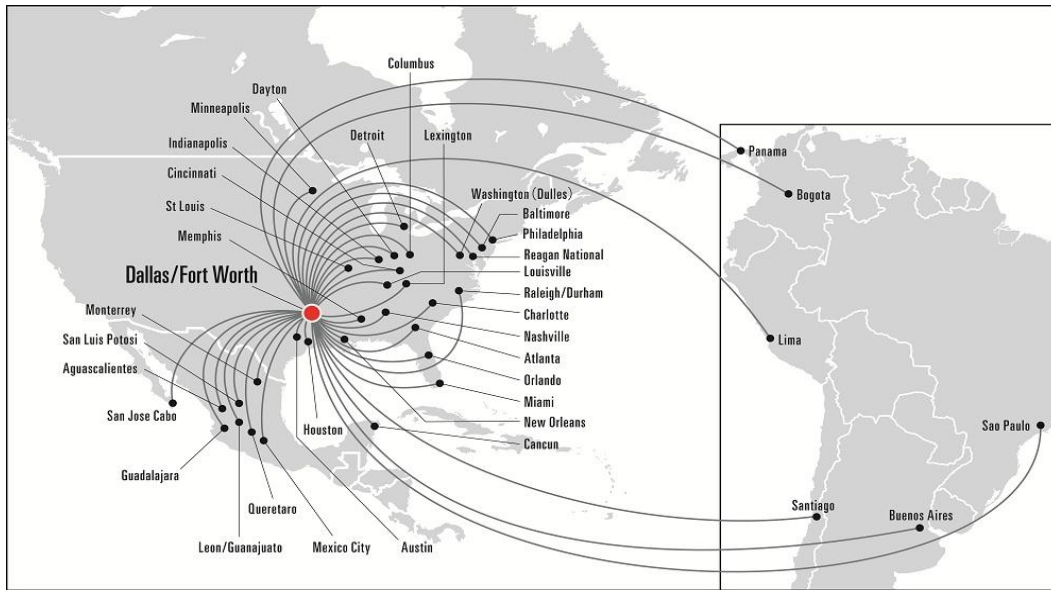 Columbus
Dayton
Minneapolis
Detroit
Lexington
Indianapolis
Cincinnati
St Louis
Memphis
Dallas/Fort Worth
Monterrey
San Luis Potosi
Aguascalientes
San Jose Cabo
Guadalajara
Leon/Guanajuato
Queretaro
Mexico City
Houston
Austin
Washington (Dulles)
Baltimore
Philadelphia
Reagan National
Louisville
Raleigh/Durham
Charlotte
Nashville
Atlanta
Orlando
Miami
New Orleans
Cancun
Panama
Bogota
Lima
Sao Paulo
Santiago
Buenos Aires